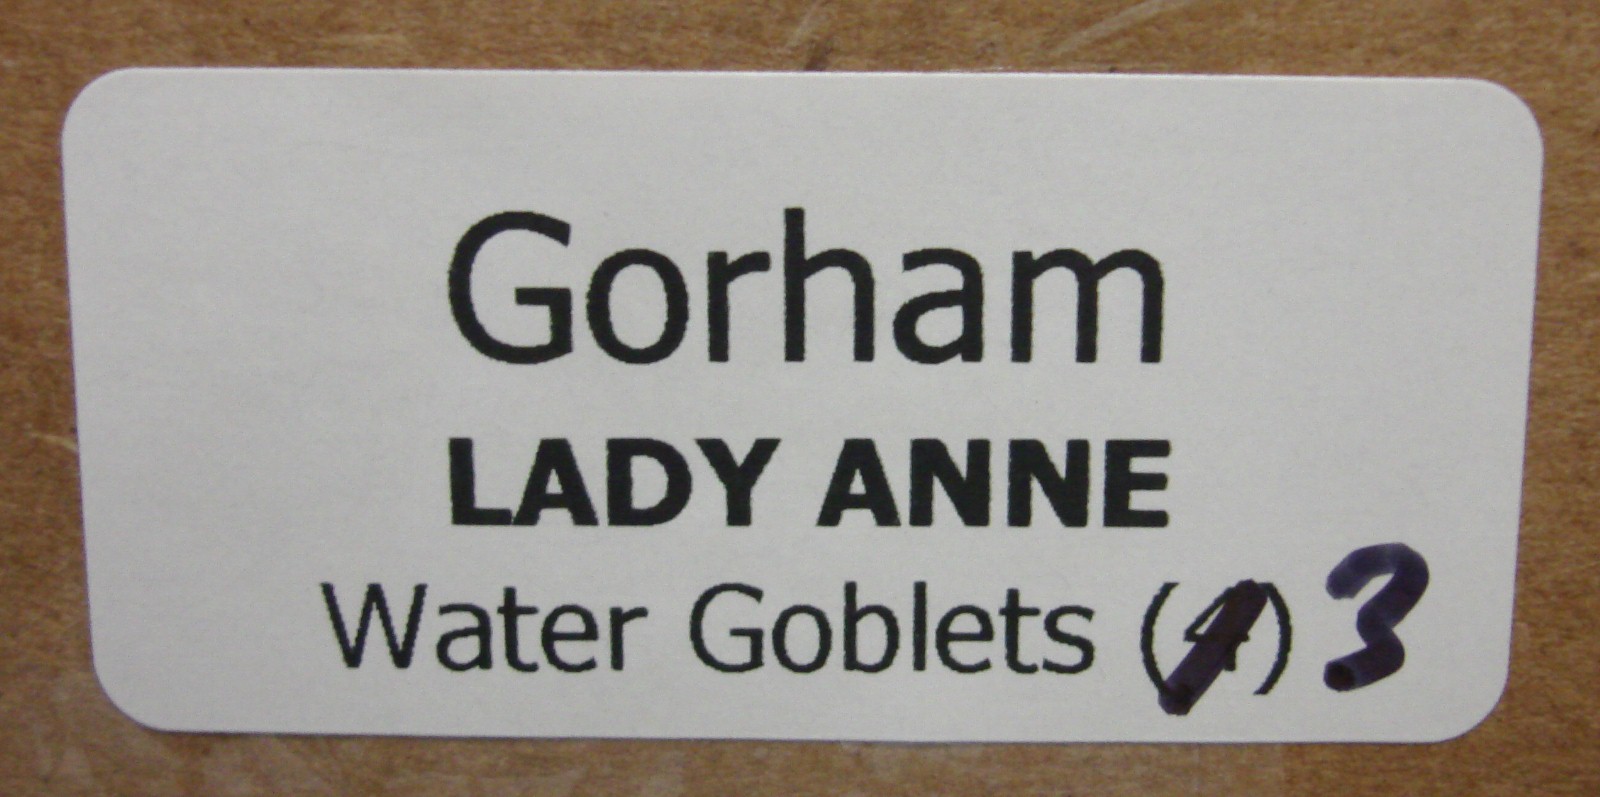 Gorham
LADY ANNE
Water Goblets (4) 3